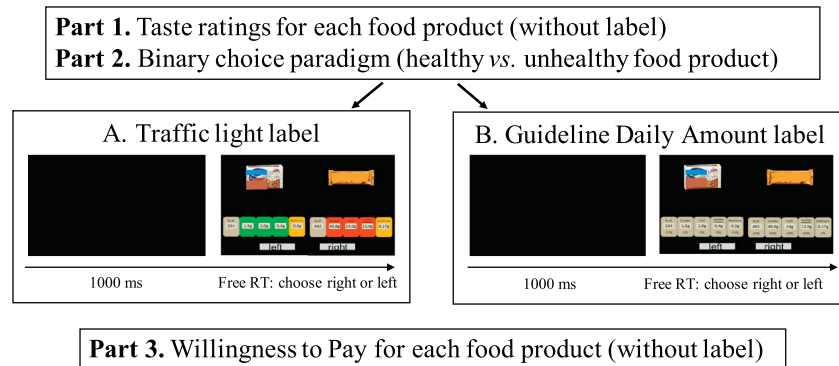 Part 1. Taste ratings for each food product (without label)
Part 2. Binary choice paradigm (healthy vs. unhealthy food product)
A. Traffic light label
left
right
1000 ms
Free RT: choose right or left
B. Guideline Daily Amount label
left
right
1000 ms
Free RT: choose right or left
Part 3. Willingness to Pay for each food product (without label)